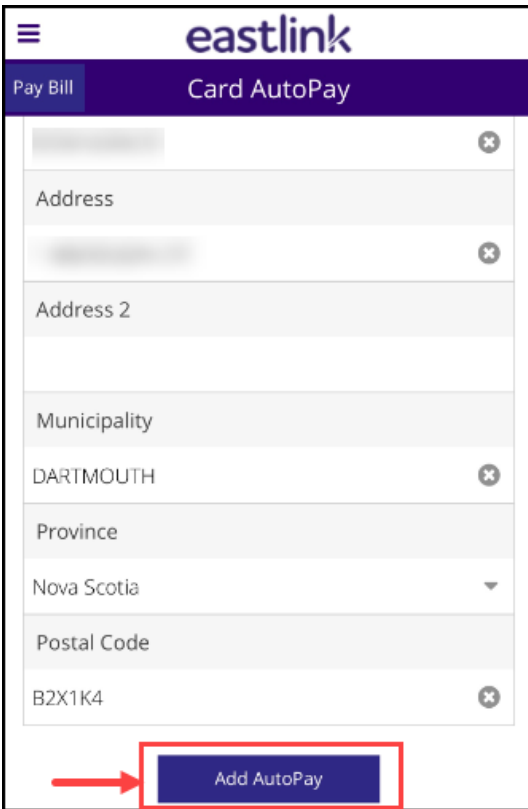 eastlink
Pay Bill
Card AutoPay
Address
Address 2
Municipality
DARTMOUTH
Province
Nova Scotia
Postal Code
B2X1K4
Add AutoPay